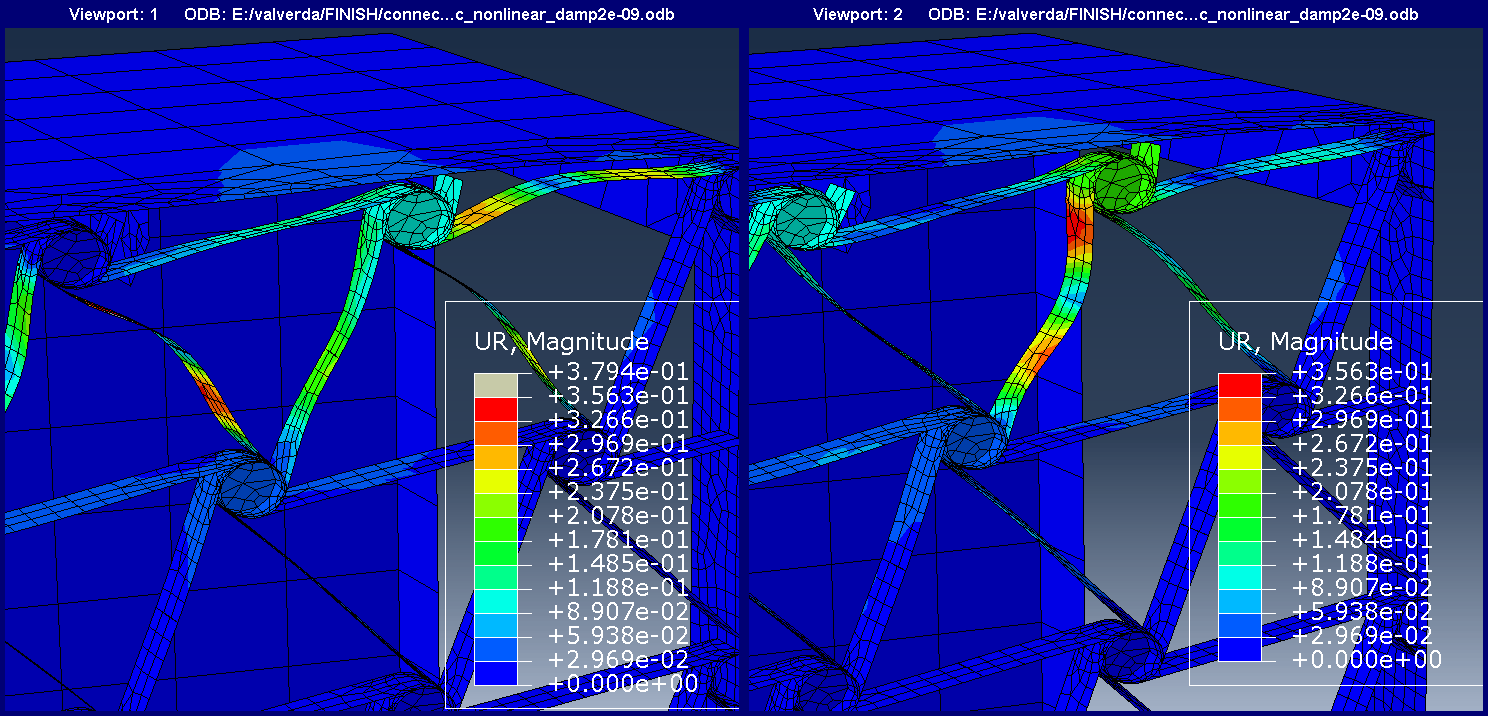 Viewport: 1 ODB: E:/valverda/FINISH/connec...c_nonlinear_damp2e-09.odb
Viewport: 2 ODB: E:/valverda/FINISH/connec...c_nonlinear_damp2e-09.odb
UR, Magnitude
+3.794e-01
+3.563e-01
+3.266e-01
+2.969e-01
+2.672e-01
+2.375e-01
+2.078e-01
+1.781e-01
+1.485e-01
+1.188e-01
+8.907e-02
+5.938e-02
+2.969e-02
+0.000e+00
UR, Magnitude
+3.563e-01
+3.266e-01
+2.969e-01
+2.672e-01
+2.375e-01
+2.078e-01
+1.781e-01
+1.484e-01
+1.188e-01
+8.907e-02
+5.938e-02
+2.969e-02
+0.000e+00